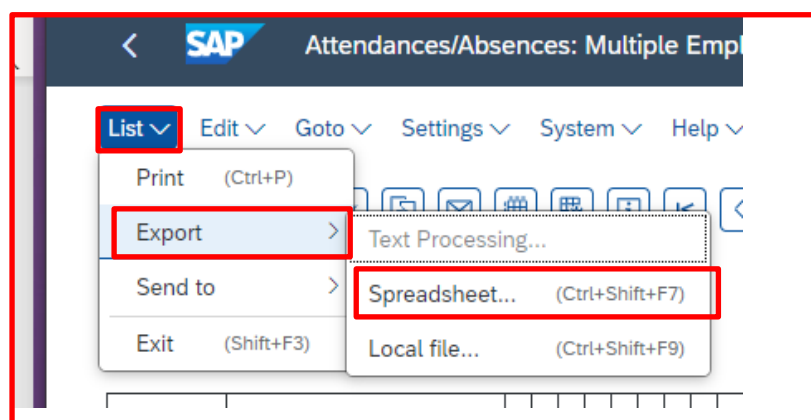 SAP Attendances/Absences: Multiple Empl
List Edit Goto Settings System Help
Print (Ctrl+P)
Export
Text Processing...
Send to
Spreadsheet... (Ctrl+Shift+F7)
Exit (Shift+F3)
Local file... (Ctrl+Shift+F9)